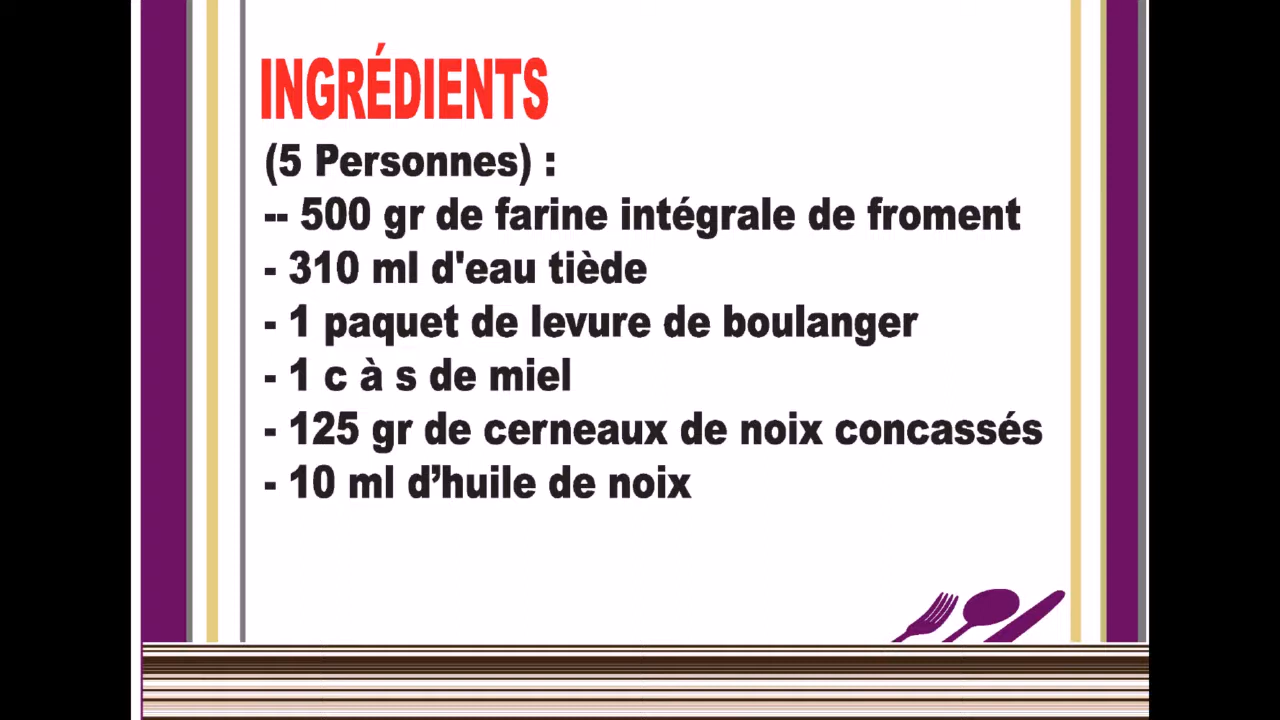 INGRÉDIENTS
(5 Personnes) :
-- 500 gr de farine intégrale de froment
- 310 ml d'eau tiède
- 1 paquet de levure de boulanger
- 1 c à s de miel
- 125 gr de cerneaux de noix concassés
- 10 ml d’huile de noix